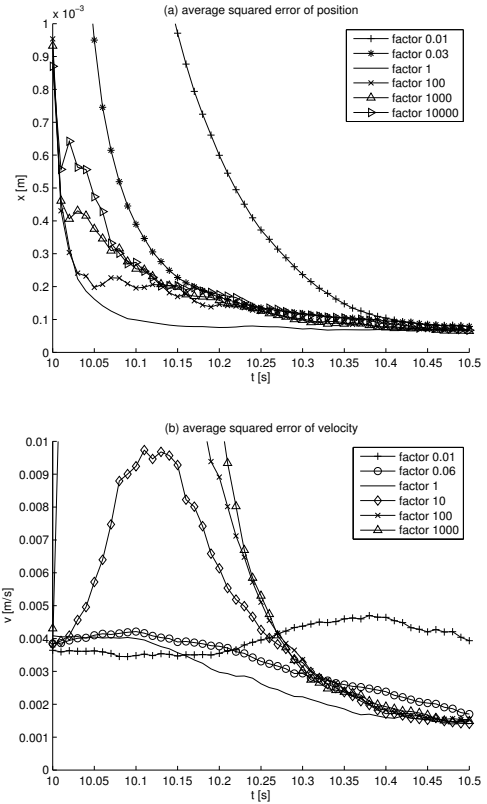 (a) average squared error of position
x 10⁻³
1
0.9
0.8
0.7
0.6
0.5
0.4
0.3
0.2
0.1
0
x [m]
factor 0.01
factor 0.03
factor 1
factor 100
factor 1000
factor 10000
10 10.05 10.1 10.15 10.2 10.25 10.3 10.35 10.4 10.45 10.5
t [s]
(b) average squared error of velocity
0.01
0.009
0.008
0.007
0.006
0.005
0.004
0.003
0.002
0.001
0
v [m/s]
factor 0.01
factor 0.06
factor 1
factor 10
factor 100
factor 1000
10 10.05 10.1 10.15 10.2 10.25 10.3 10.35 10.4 10.45 10.5
t [s]